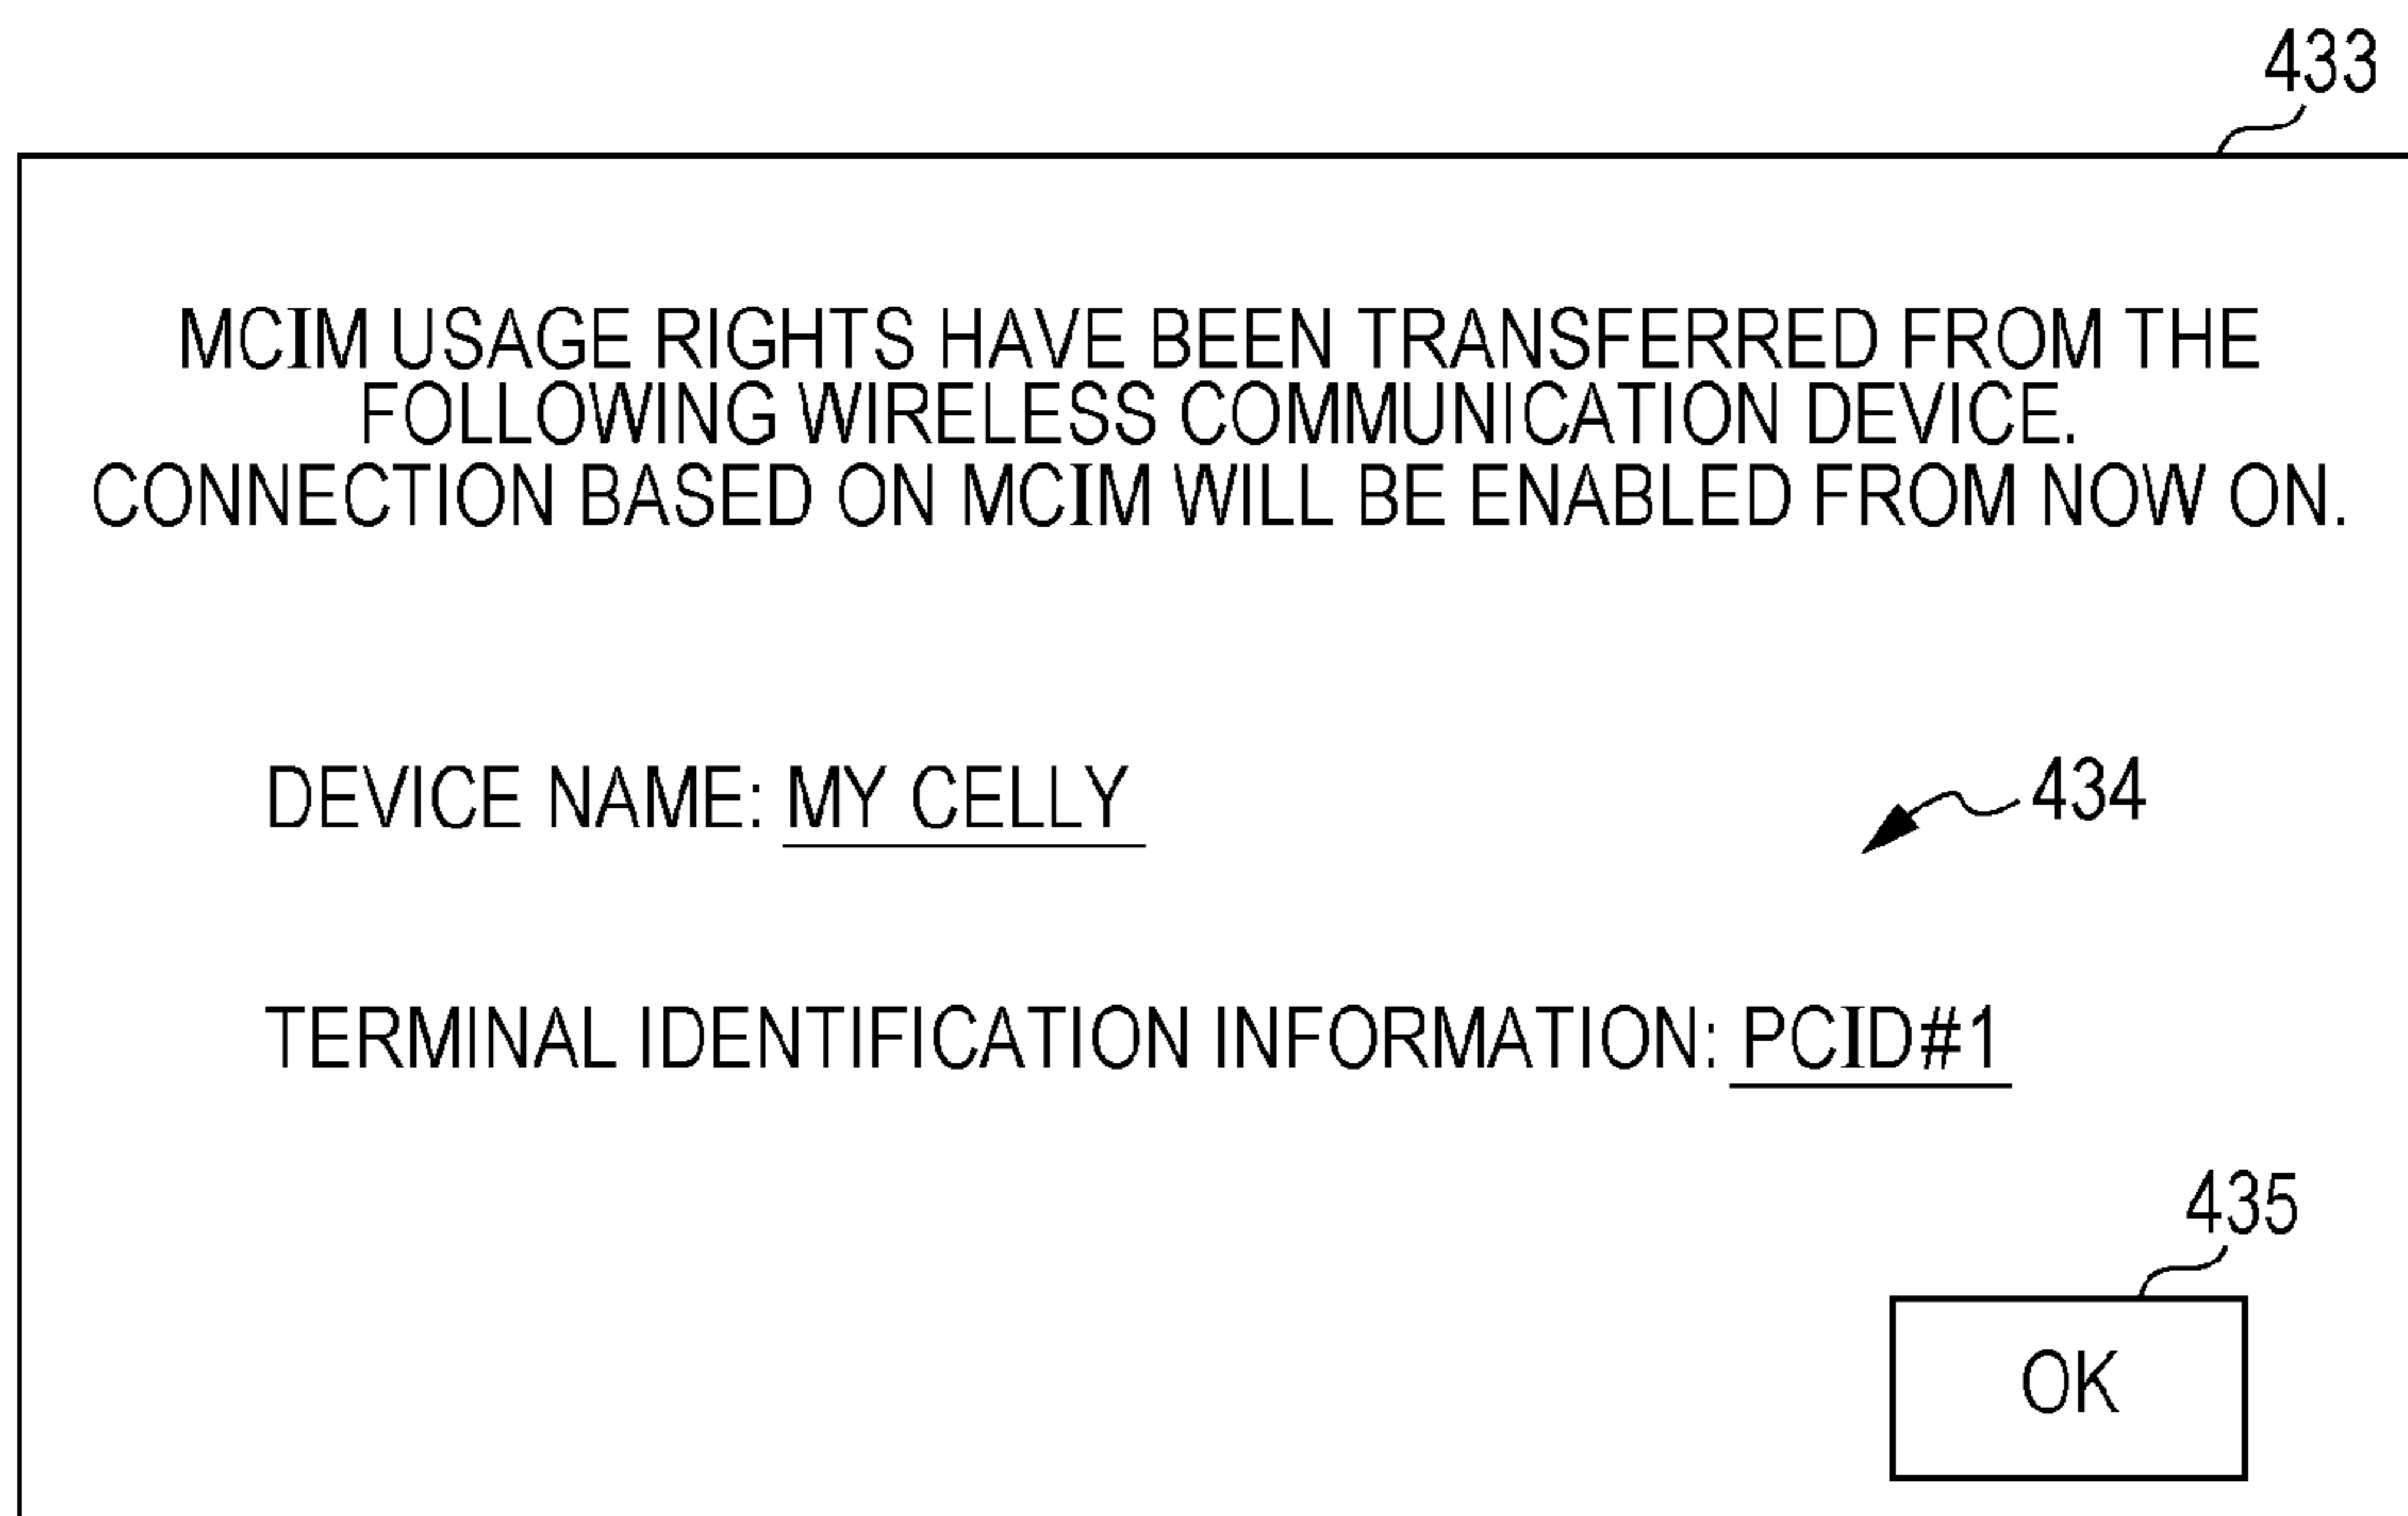 433
MCIM USAGE RIGHTS HAVE BEEN TRANSFERRED FROM THE
FOLLOWING WIRELESS COMMUNICATION DEVICE.
CONNECTION BASED ON MCIM WILL BE ENABLED FROM NOW ON.
DEVICE NAME: MY CELLY
434
TERMINAL IDENTIFICATION INFORMATION: PCID#1
435
OK